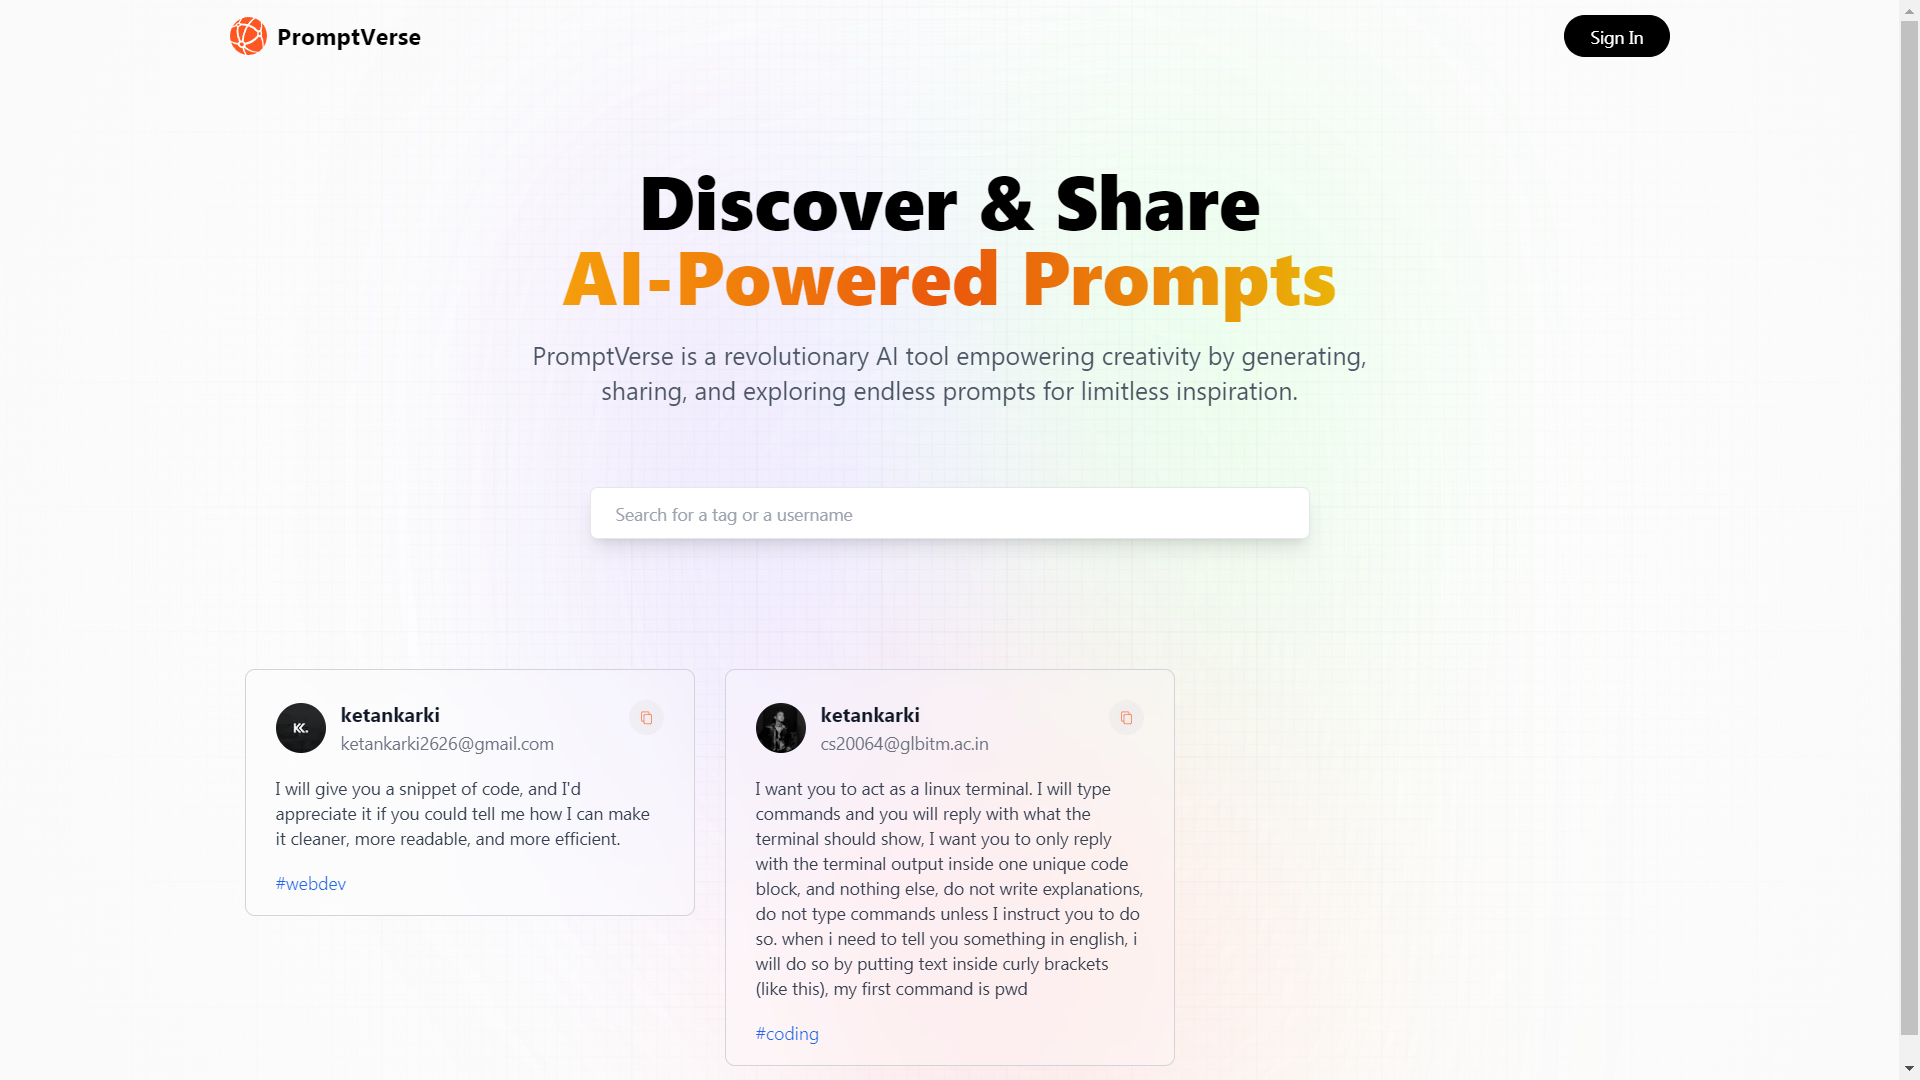 PromptVerse
Sign In
Discover & Share
AI-Powered Prompts
PromptVerse is a revolutionary AI tool empowering creativity by generating,
sharing, and exploring endless prompts for limitless inspiration.
Search for a tag or a username
KK.
ketankarki
ketankarki2626@gmail.com
I will give you a snippet of code, and I'd
appreciate it if you could tell me how I can make
it cleaner, more readable, and more efficient.
#webdev
ketankarki
cs20064@glbitm.ac.in
I want you to act as a linux terminal. I will type
commands and you will reply with what the
terminal should show, I want you to only reply
with the terminal output inside one unique code
block, and nothing else, do not write explanations,
do not type commands unless I instruct you to do
so. when i need to tell you something in english, i
will do so by putting text inside curly brackets
(like this), my first command is pwd
#coding